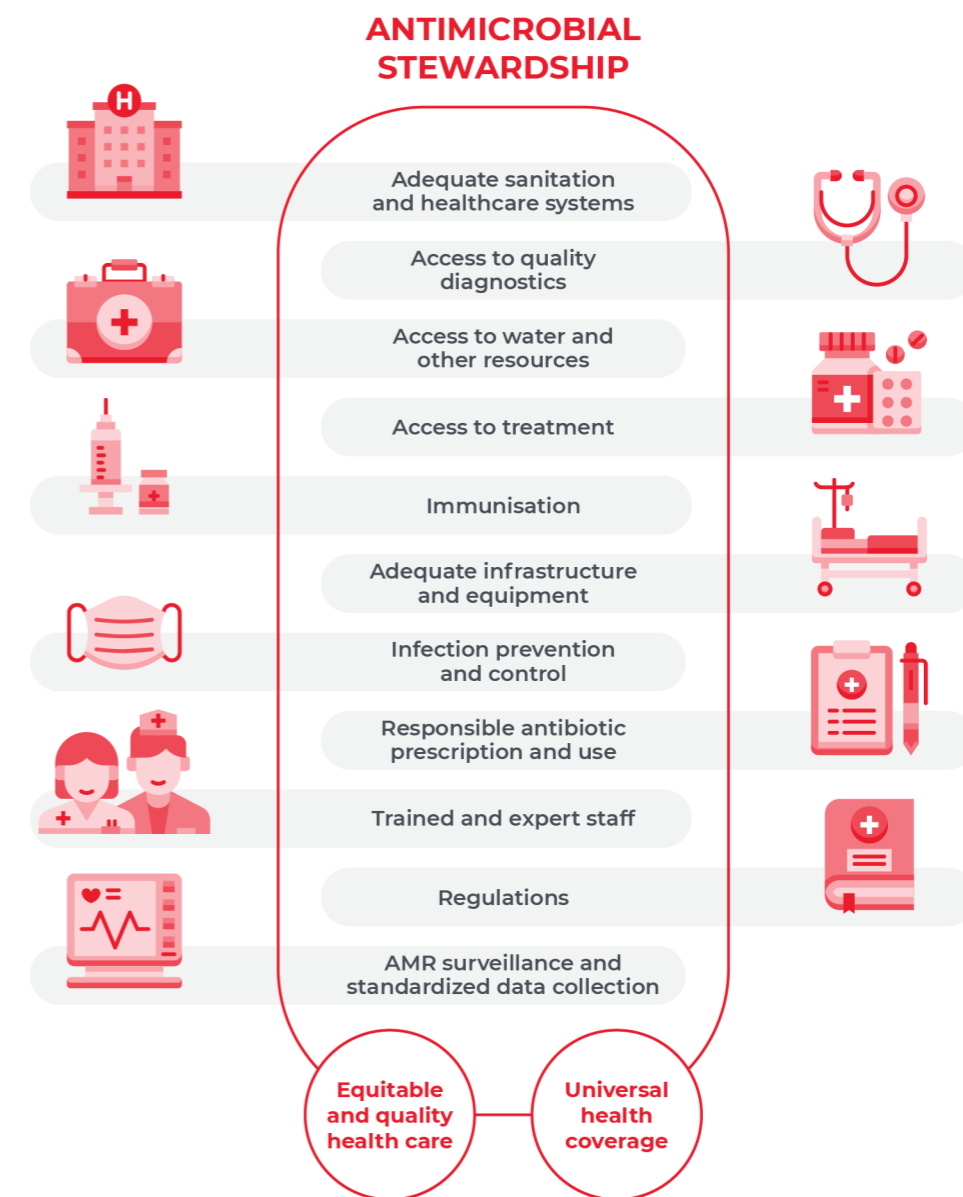 ANTIMICROBIAL
STEWARDSHIP
H
Adequate sanitation
and healthcare systems
Access to quality
diagnostics
Access to water and
other resources
Access to treatment
Immunisation
Adequate infrastructure
and equipment
Infection prevention
and control
Responsible antibiotic
prescription and use
Trained and expert staff
Regulations
AMR surveillance and
standardized data collection
Equitable
and quality
health care
Universal
health
coverage